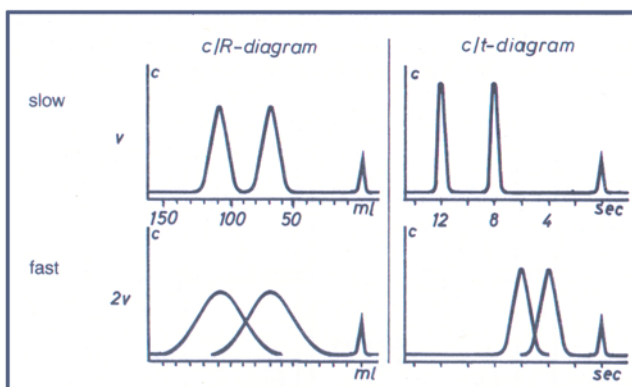 c/R-diagram
c/t-diagram
slow
v
c
c
150 100 50 ml
12 8 4 sec
fast
2v
c
c
ml
sec